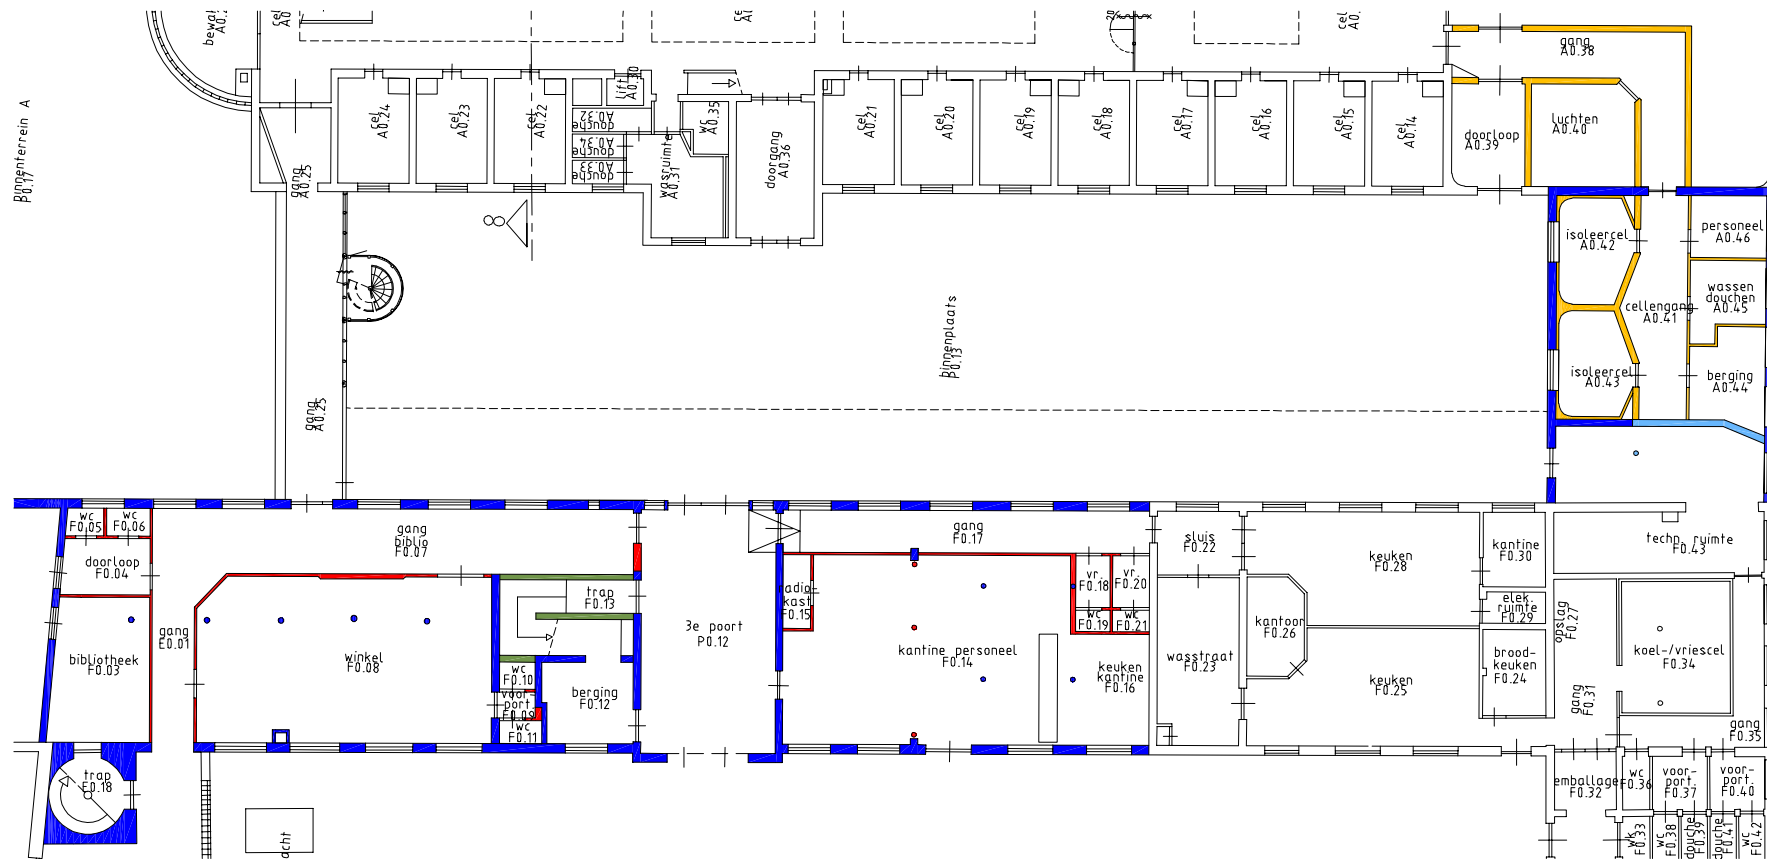 gang
A0.38
20
lift
A0.30
cel
A0.24
cel
A0.23
cel
A0.22
douche
A0.32
douche
A0.34
douche
A0.33
wc
A0.35
wasruimte
A0.31
doorgang
A0.36
cel
A0.21
cel
A0.20
cel
A0.19
cel
A0.18
cel
A0.17
cel
A0.16
cel
A0.15
cel
A0.14
doorloop
A0.39
luchten
A0.40
binnenterrein A
P0.17
gang
A0.25
8
isoleercel
A0.42
personeel
A0.46
wassen
douchen
A0.45
cellengang
A0.41
isoleercel
A0.43
berging
A0.44
binnenplaats
P0.13
gang
A0.25
wc
F0.05
wc
F0.06
doorloop
F0.04
gang
biblio
F0.07
gang
F0.17
sluis
F0.22
keuken
F0.28
kantine
F0.30
techn. ruimte
F0.43
trap
F0.13
kast
F0.15
vr.
F0.18
vr.
F0.20
wc
F0.19
wc
F0.21
elek.
ruimte
F0.29
opslag
F0.27
gang
E0.01
3e poort
P0.12
kantoor
F0.26
bibliotheek
F0.03
winkel
F0.08
wc
F0.10
voor
port.
F0.09
wc
F0.11
berging
F0.12
kantine personeel
F0.14
keuken
kantine
F0.16
wasstraat
F0.23
keuken
F0.25
brood-
keuken
F0.24
koel-/vriescel
F0.34
gang
F0.31
gang
F0.35
trap
F0.18
emballage
F0.32
wc
F0.36
voor-
port.
F0.37
voor-
port.
F0.40
wk
F0.33
wc
F0.38
douche
F0.39
douche
F0.41
wc
F0.42